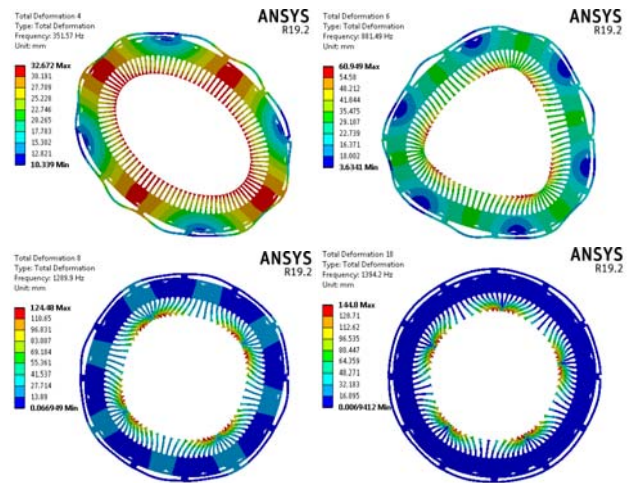 Total Deformation 4
Type: Total Deformation
Frequency: 351.57 Hz
Unit: mm
ANSYS
R19.2
32.672 Max
30.191
27.709
25.228
22.746
20.265
17.783
15.302
12.821
10.339 Min
Total Deformation 6
Type: Total Deformation
Frequency: 881.49 Hz
Unit: mm
ANSYS
R19.2
60.949 Max
54.58
48.212
41.844
35.475
29.107
22.739
16.371
10.002
3.6341 Min
Total Deformation 8
Type: Total Deformation
Frequency: 1289.9 Hz
Unit: mm
ANSYS
R19.2
124.48 Max
110.65
96.831
83.007
69.184
55.361
41.537
27.714
13.89
0.066949 Min
Total Deformation 10
Type: Total Deformation
Frequency: 1394.2 Hz
Unit: mm
ANSYS
R19.2
144.8 Max
128.71
112.62
96.535
80.447
64.359
48.271
32.183
16.095
0.0069412 Min